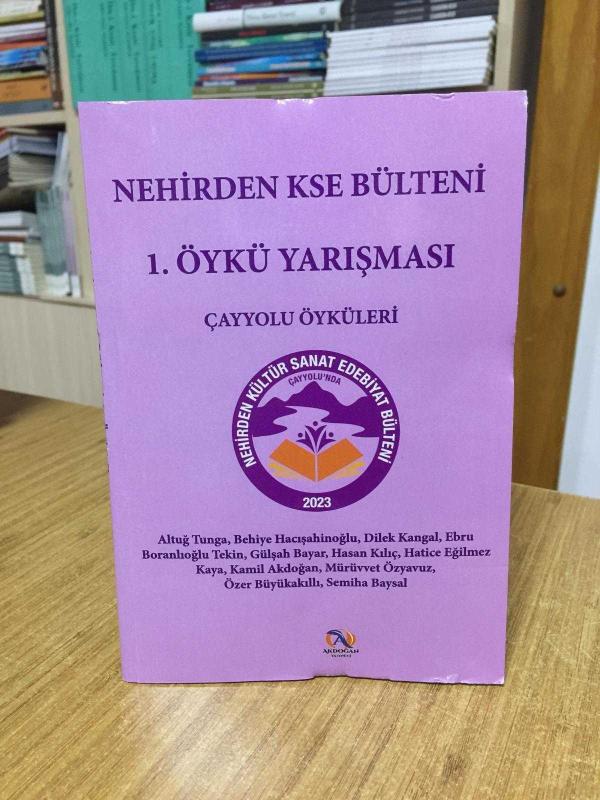 NEHİRDEN KSE BÜLTENİ
1. ÖYKÜ YARIŞMASI
ÇAYYOLU ÖYKÜLERİ
NEHİRDEN KÜLTÜR SANAT EDEBİYAT BÜLTENİ
ÇAYYOLU'NDA
2023
Altuğ Tunga, Behiye Hacışahinoğlu, Dilek Kangal, Ebru
Boranlıoğlu Tekin, Gülşah Bayar, Hasan Kılıç, Hatice Eğilmez
Kaya, Kamil Akdoğan, Mürüvvet Özyavuz,
Özer Büyükakıllı, Semiha Baysal
AKDOĞAN
YAYINEVİ